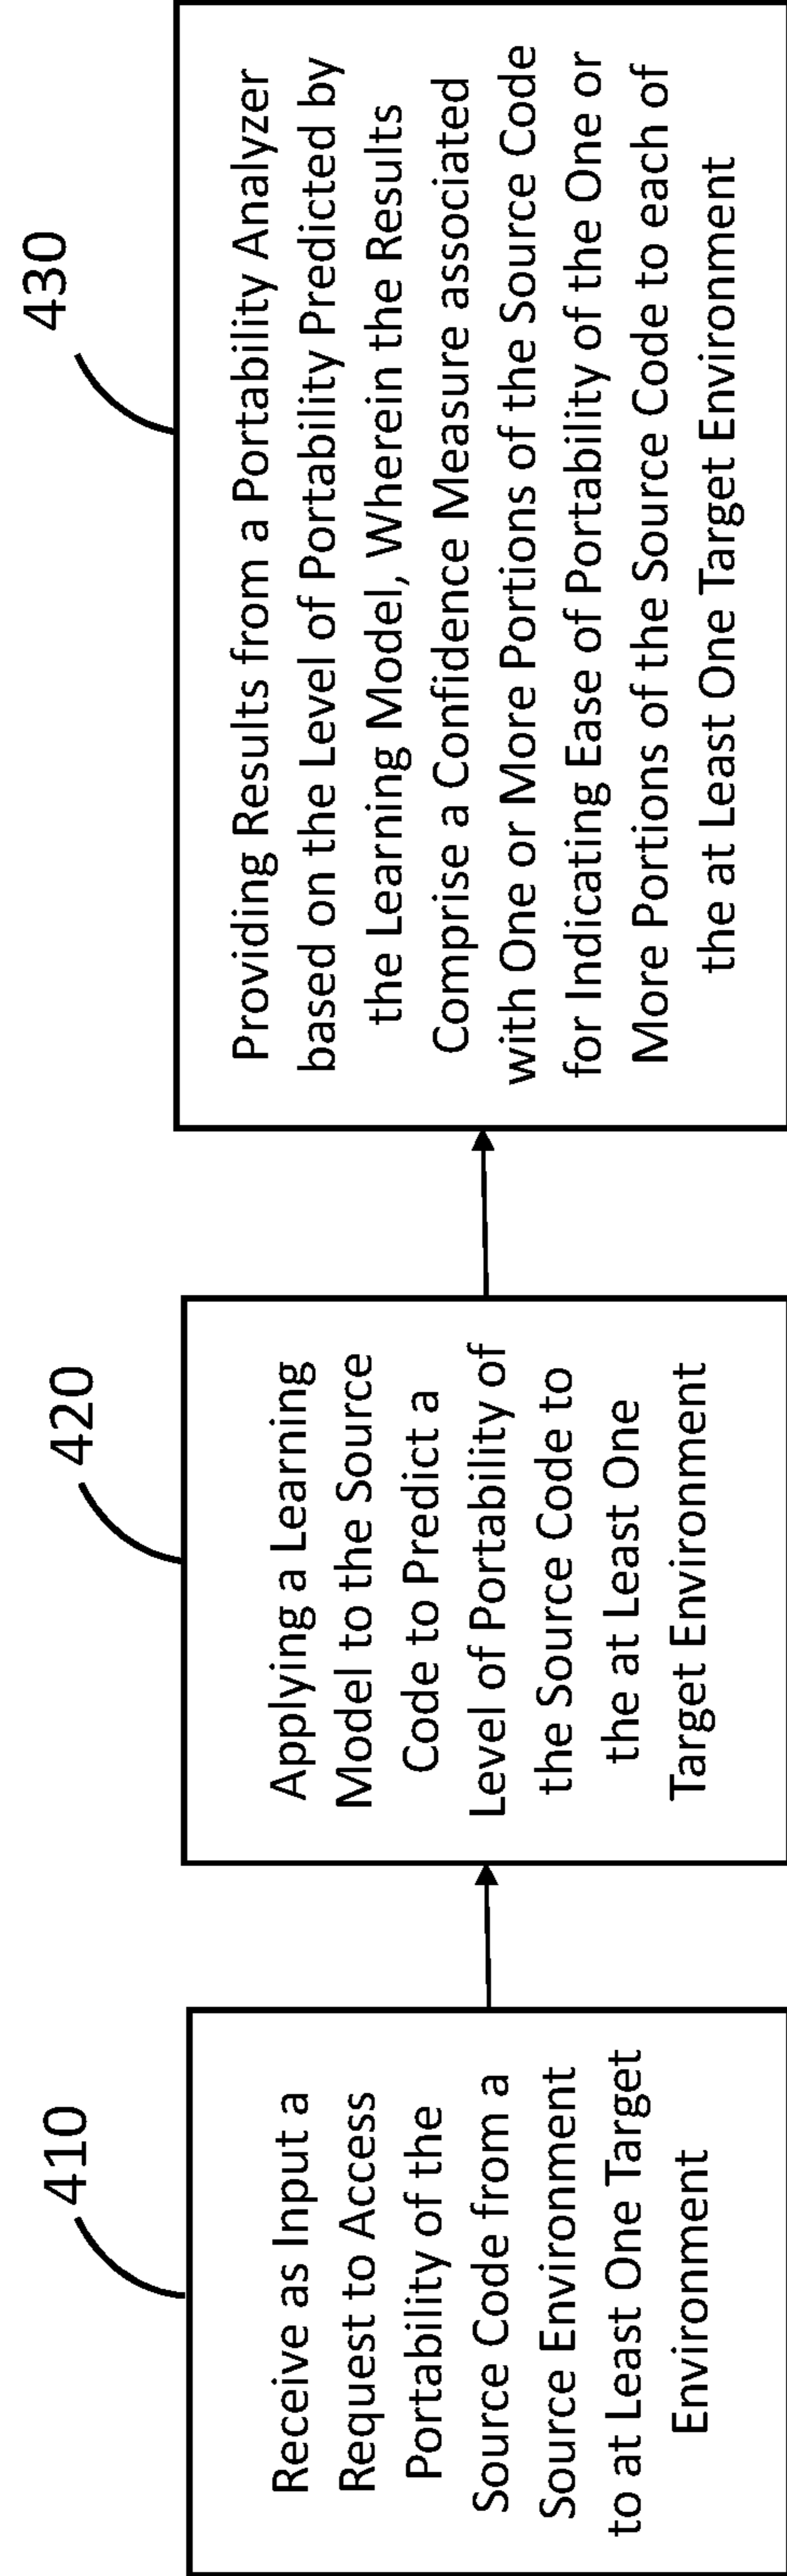 410
Receive as Input a
Request to Access
Portability of the
Source Code from a
Source Environment
to at Least One Target
Environment
420
Applying a Learning
Model to the Source
Code to Predict a
Level of Portability of
the Source Code to
the at Least One
Target Environment
430
Providing Results from a Portability Analyzer
based on the Level of Portability Predicted by
the Learning Model, Wherein the Results
Comprise a Confidence Measure associated
with One or More Portions of the Source Code
for Indicating Ease of Portability of the One or
More Portions of the Source Code to each of
the at Least One Target Environment